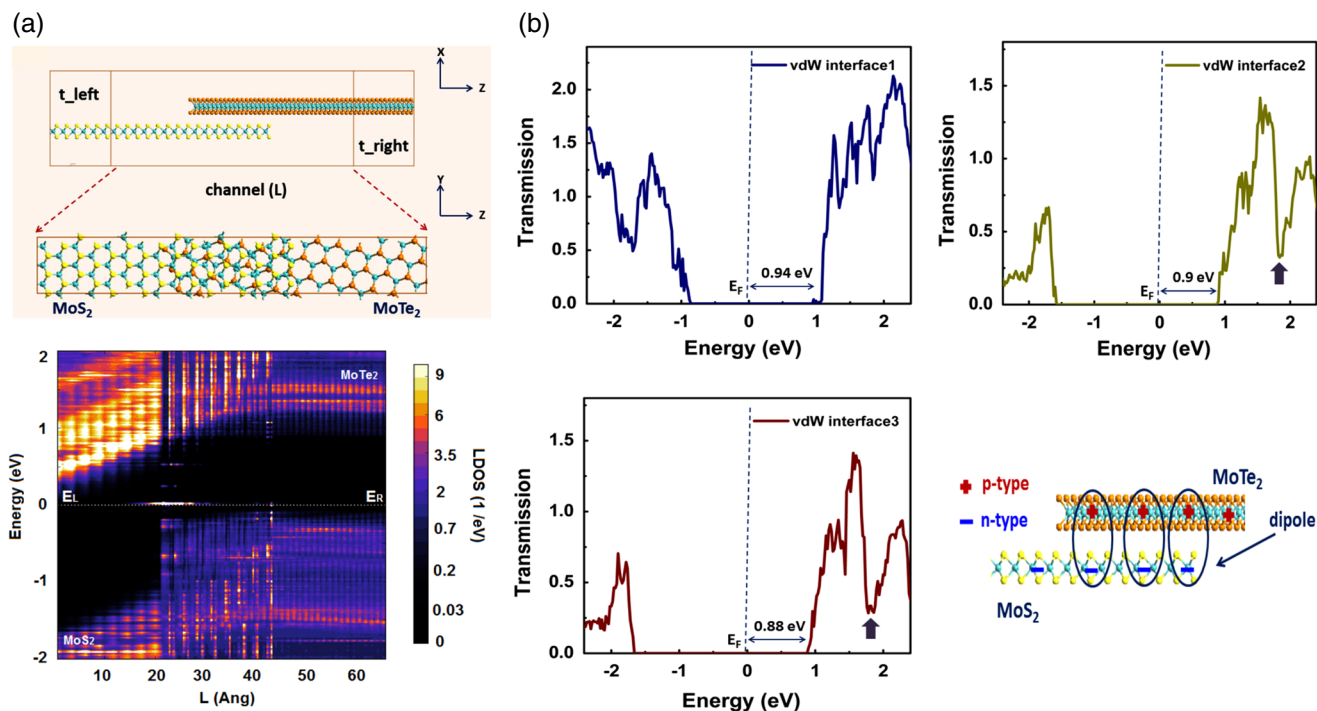 (a)
X
Z
t_left
t_right
channel (L)
Y
Z
MoS2
MoTe2
2
1
0
-1
-2
Energy (eV)
MoTe2
EL
ER
MoS2
10 20 30 40 50 60
L (Ang)
9
6
4
2
1
0.7
0.2
0.03
0
LDOS (1 /eV)
(b)
vdW interface1
Transmission
2.0
1.5
1.0
0.5
0.0
EF
0.94 eV
-2 -1 0 1 2
Energy (eV)
vdW interface2
Transmission
1.5
1.0
0.5
0.0
EF
0.9 eV
-2 -1 0 1 2
Energy (eV)
vdW interface3
Transmission
1.5
1.0
0.5
0.0
EF
0.88 eV
-2 -1 0 1 2
Energy (eV)
p-type
n-type
MoTe2
dipole
MoS2